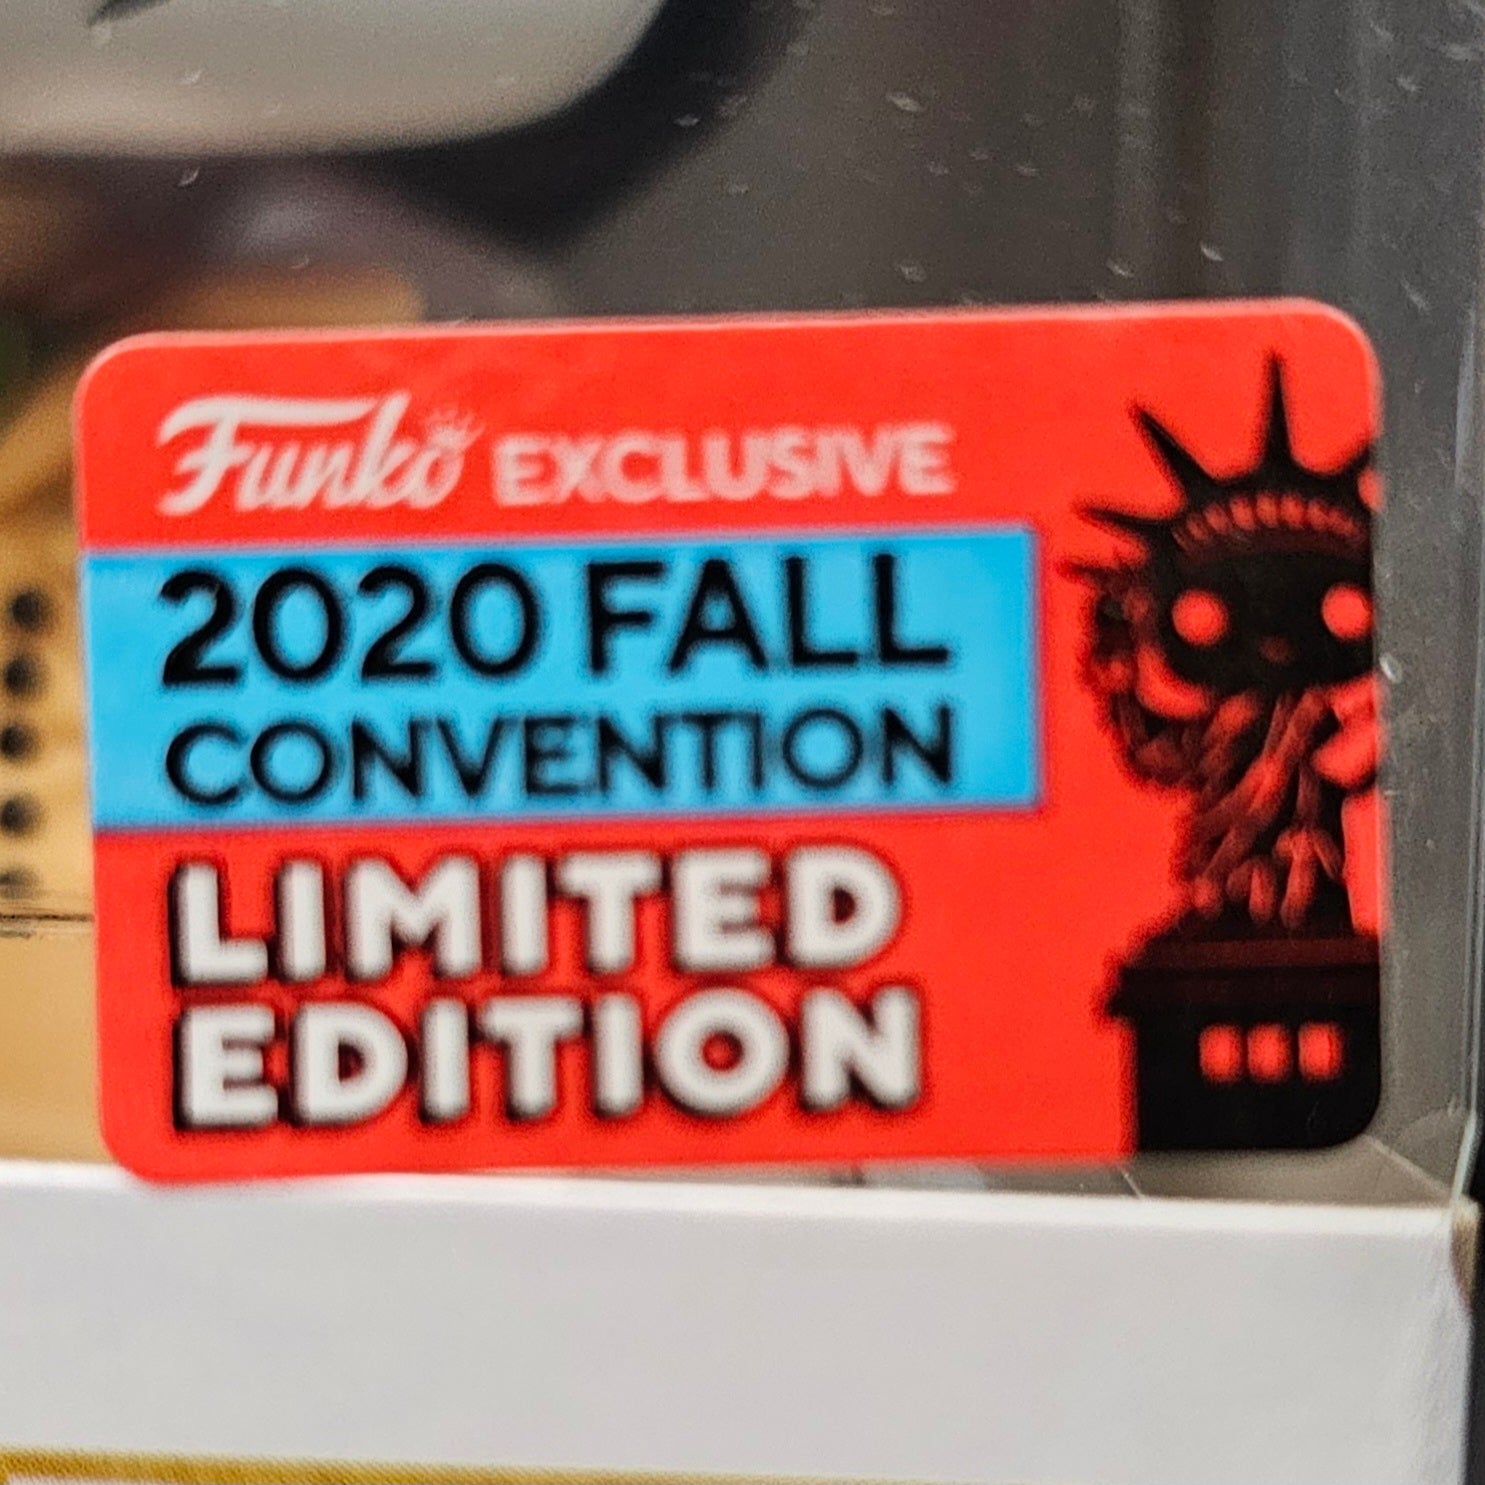 Funko EXCLUSIVE
2020 FALL
CONVENTION
LIMITED
EDITION